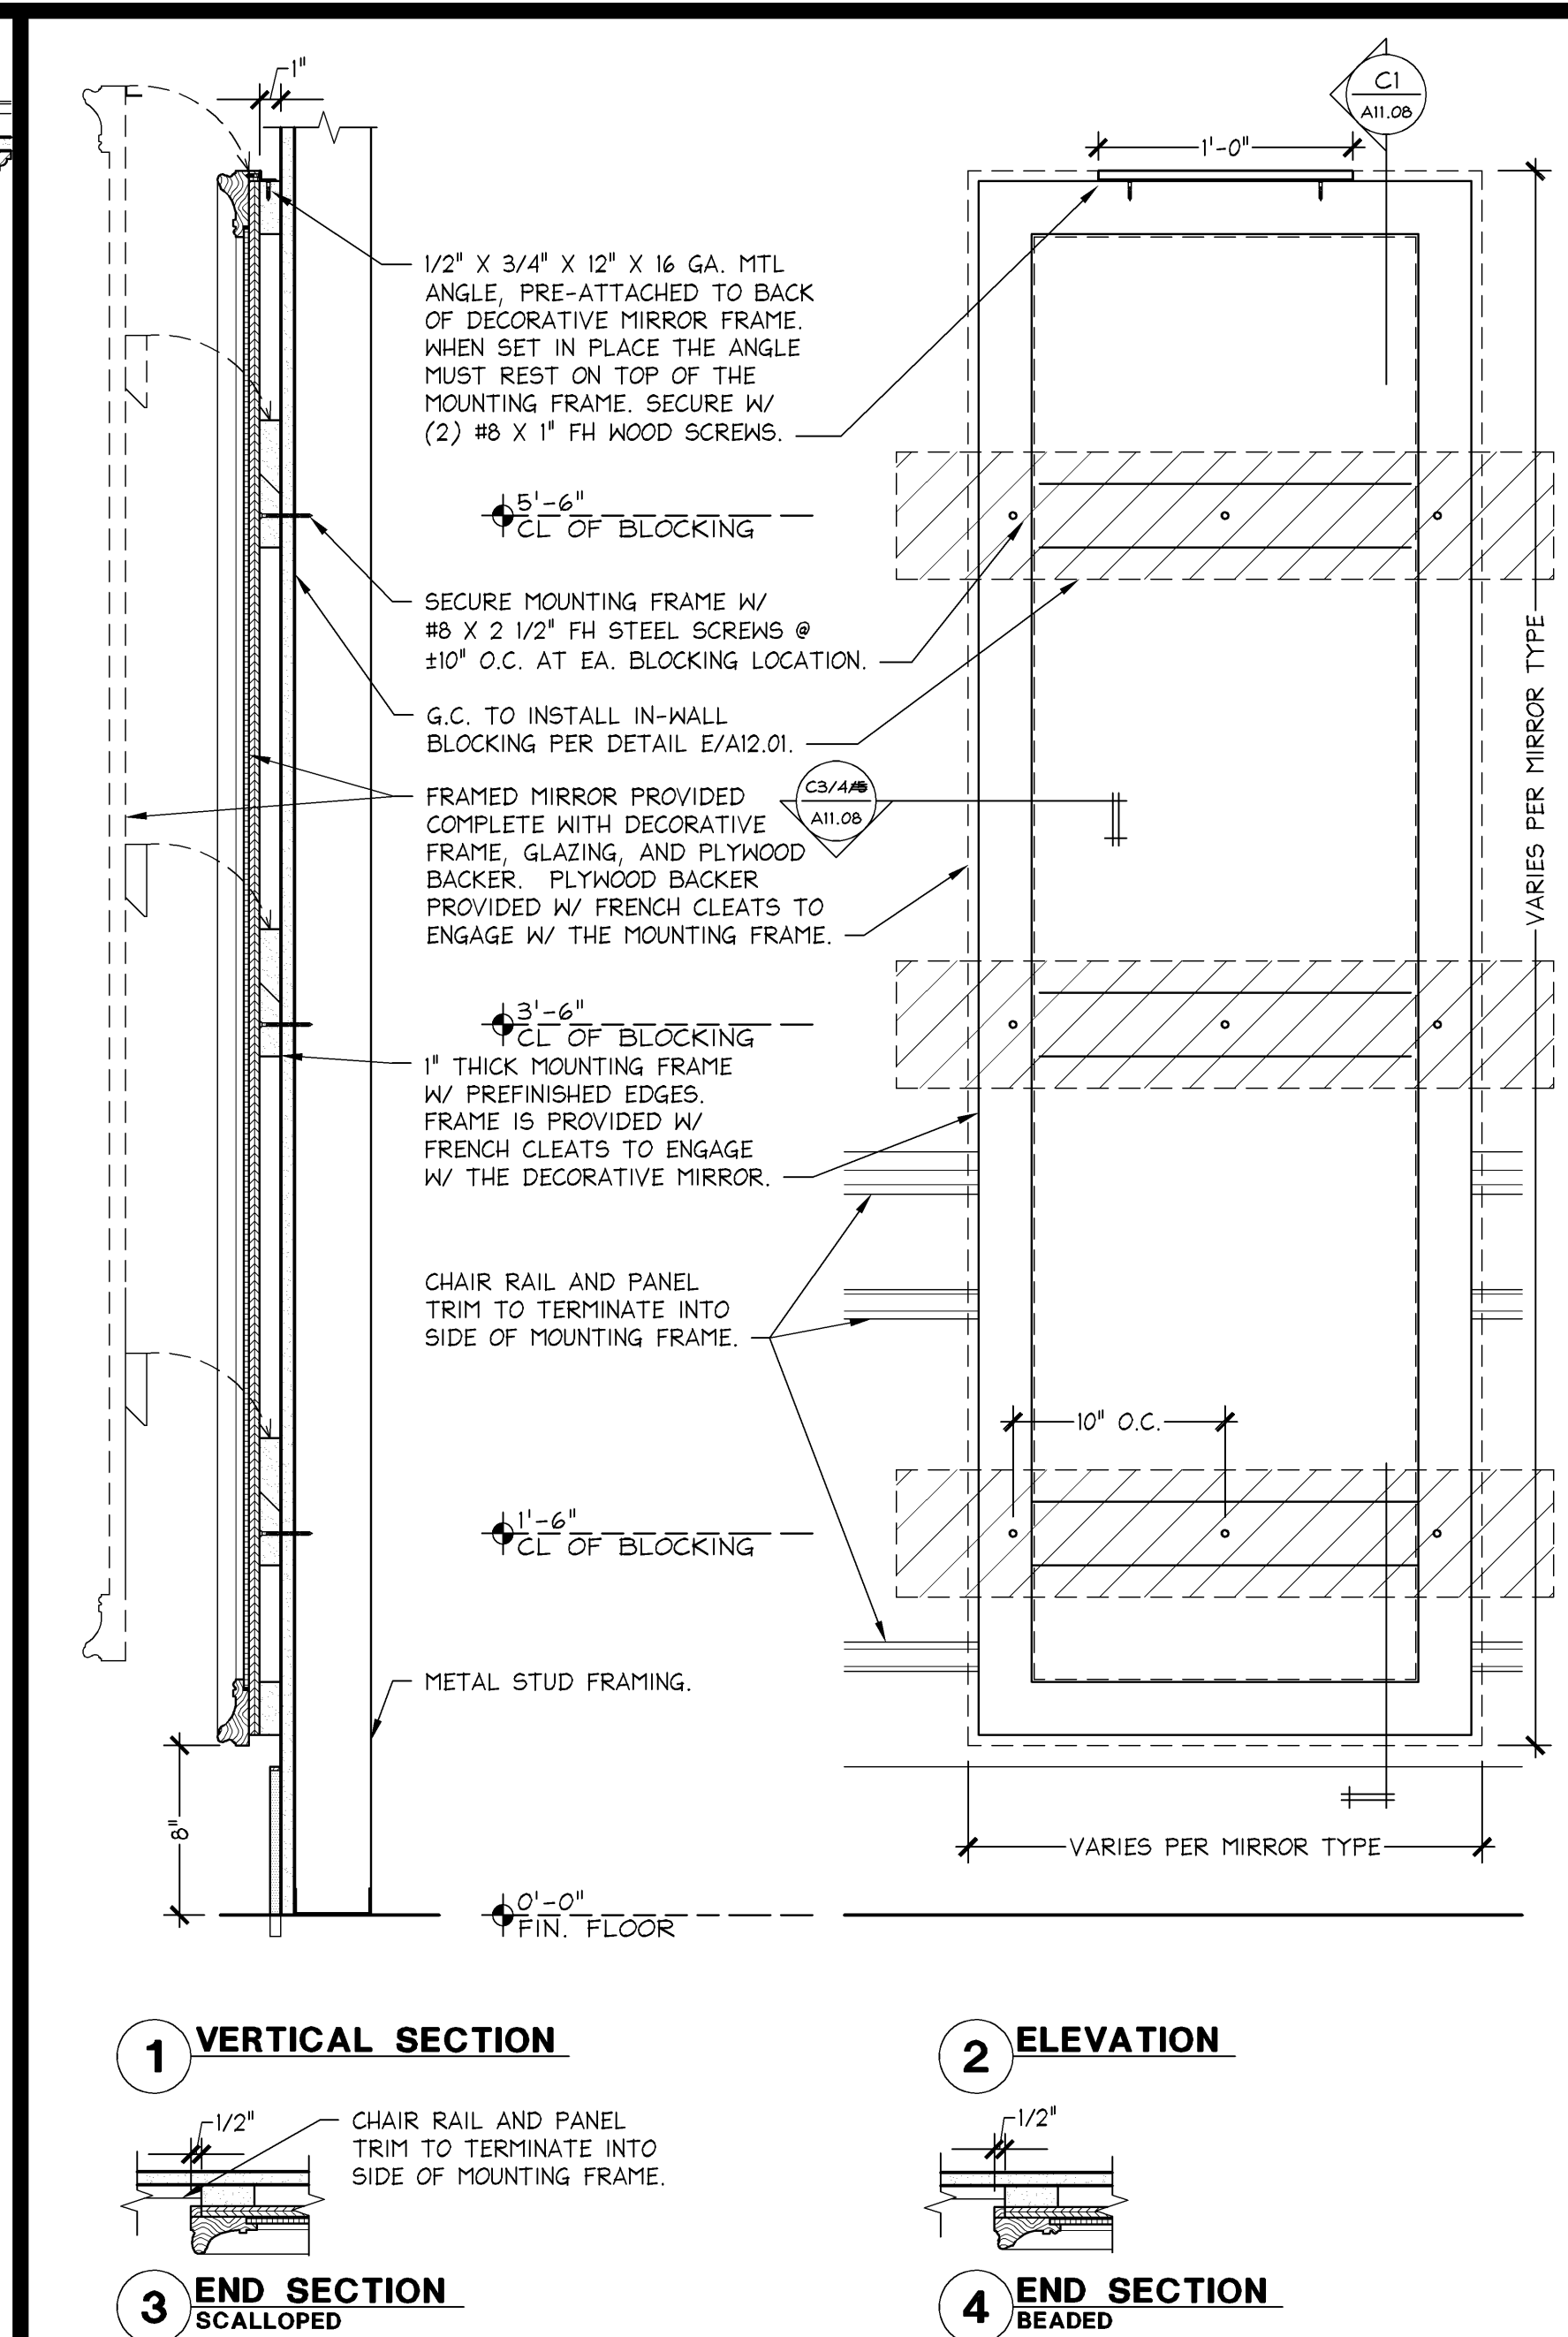 1"
C1
A11.08
1'-0"
1/2" X 3/4" X 12" X 16 GA. MTL
ANGLE, PRE-ATTACHED TO BACK
OF DECORATIVE MIRROR FRAME.
WHEN SET IN PLACE THE ANGLE
MUST REST ON TOP OF THE
MOUNTING FRAME. SECURE W/
(2) #8 X 1" FH WOOD SCREWS.
5'-6"
CL OF BLOCKING
SECURE MOUNTING FRAME W/
#8 X 2 1/2" FH STEEL SCREWS @
±10" O.C. AT EA. BLOCKING LOCATION.
G.C. TO INSTALL IN-WALL
BLOCKING PER DETAIL E/A12.01.
VARIES PER MIRROR TYPE
C3/4
A11.08
FRAMED MIRROR PROVIDED
COMPLETE WITH DECORATIVE
FRAME, GLAZING, AND PLYWOOD
BACKER. PLYWOOD BACKER
PROVIDED W/ FRENCH CLEATS TO
ENGAGE W/ THE MOUNTING FRAME.
3'-6"
CL OF BLOCKING
1" THICK MOUNTING FRAME
W/ PREFINISHED EDGES.
FRAME IS PROVIDED W/
FRENCH CLEATS TO ENGAGE
W/ THE DECORATIVE MIRROR.
CHAIR RAIL AND PANEL
TRIM TO TERMINATE INTO
SIDE OF MOUNTING FRAME.
10" O.C.
1'-6"
CL OF BLOCKING
METAL STUD FRAMING.
8"
VARIES PER MIRROR TYPE
0'-0"
FIN. FLOOR
1 VERTICAL SECTION
2 ELEVATION
1/2"
CHAIR RAIL AND PANEL
TRIM TO TERMINATE INTO
SIDE OF MOUNTING FRAME.
1/2"
3 END SECTION
SCALLOPED
4 END SECTION
BEADED